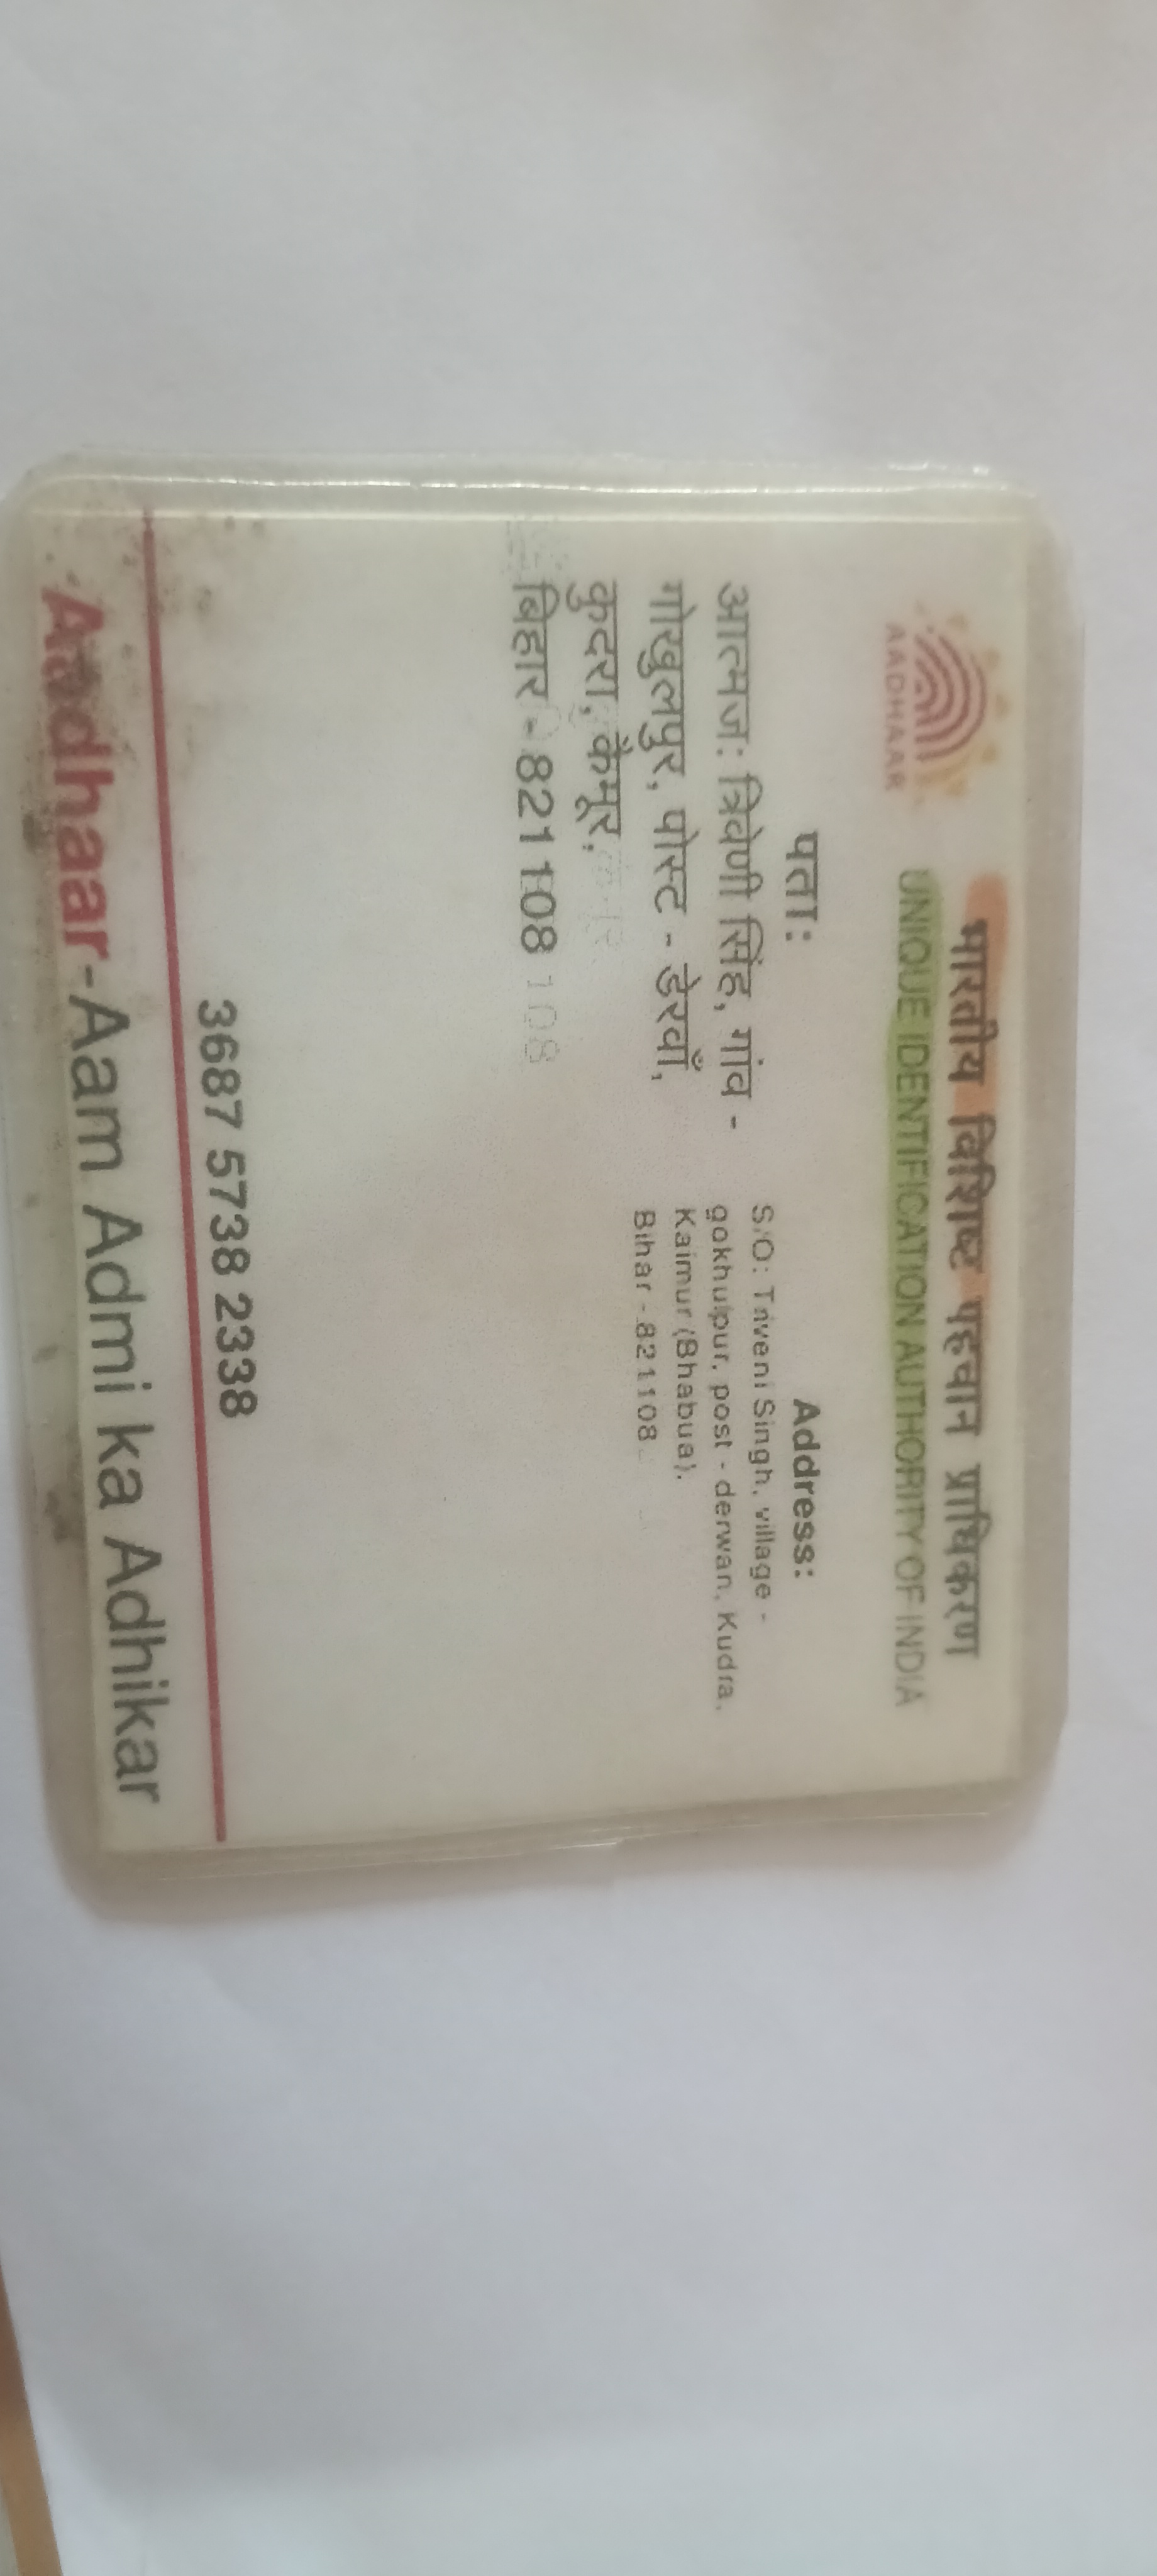 भारतीय विशिष्ट पहचान प्राधिकरण
UNIQUE IDENTIFICATION AUTHORITY OF INDIA
AADHAAR
पता:
आत्मज: त्रिवेणी सिंह, गांव -
गोखुलपुर, पोस्ट - डेरवाँ,
कुदरा, कैमूर,
बिहार - 821108
Address:
S/O: Triveni Singh, village -
gokhulpur, post - derwan, Kudra,
Kaimur (Bhabua),
Bihar - 821108
3687 5738 2338
Aadhaar-Aam Admi ka Adhikar